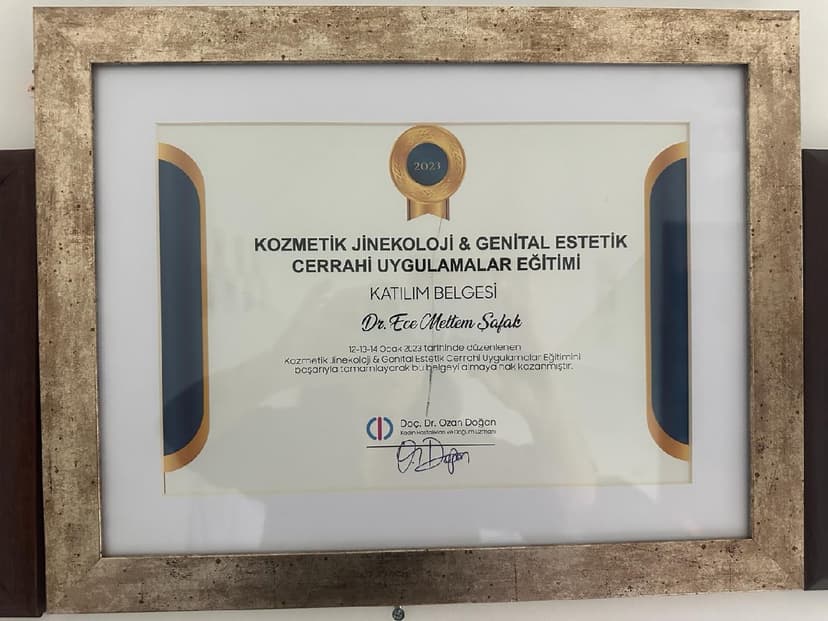 2023
KOZMETİK JİNEKOLOJİ & GENİTAL ESTETİK
CERRAHİ UYGULAMALAR EĞİTİMİ
KATILIM BELGESİ
Dr. Ece Meltem Safak
12-13-14 Ocak 2023 tarihinde düzenlenen
Kozmetik Jinekoloji & Genital Estetik Cerrahi Uygulamalar Eğitimini
başarıyla tamamlayarak bu belgeyi almaya hak kazanmıştır.
Doç. Dr. Ozan Doğan
Kadın Hastalıkları ve Doğum Uzmanı